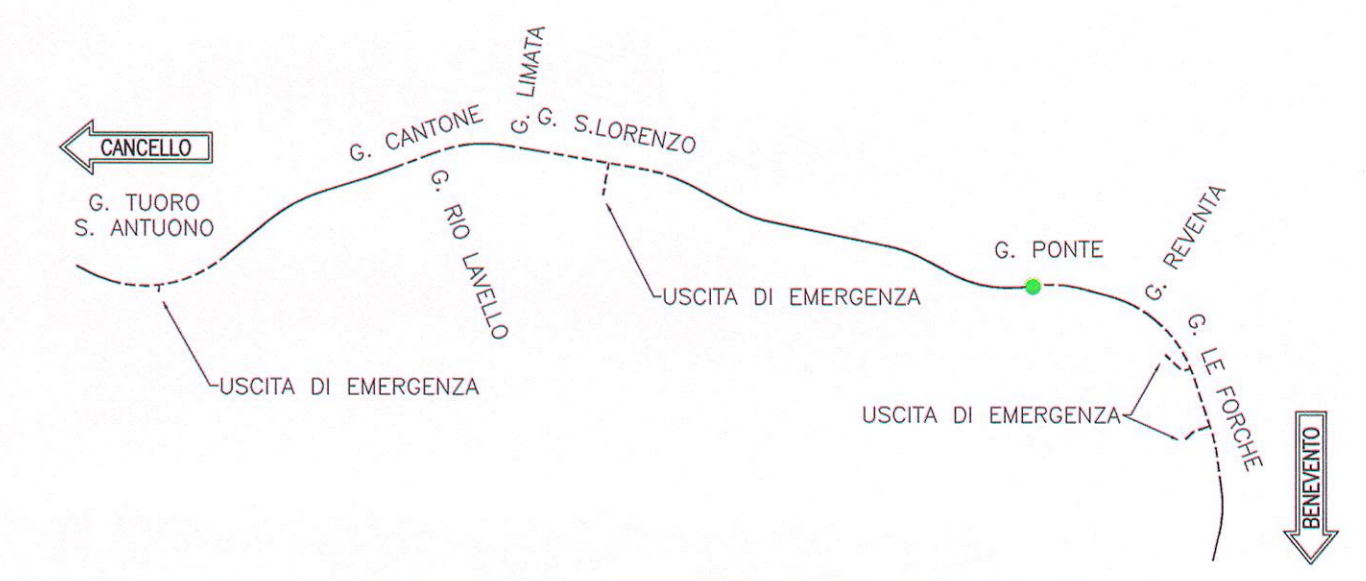 G. LIMATA
G. CANTONE
G. S.LORENZO
CANCELLO
G. TUORO
S. ANTUONO
G. RIO LAVELLO
G. REVENTA
G. PONTE
USCITA DI EMERGENZA
G. LE FORCHE
USCITA DI EMERGENZA
USCITA DI EMERGENZA
BENEVENTO